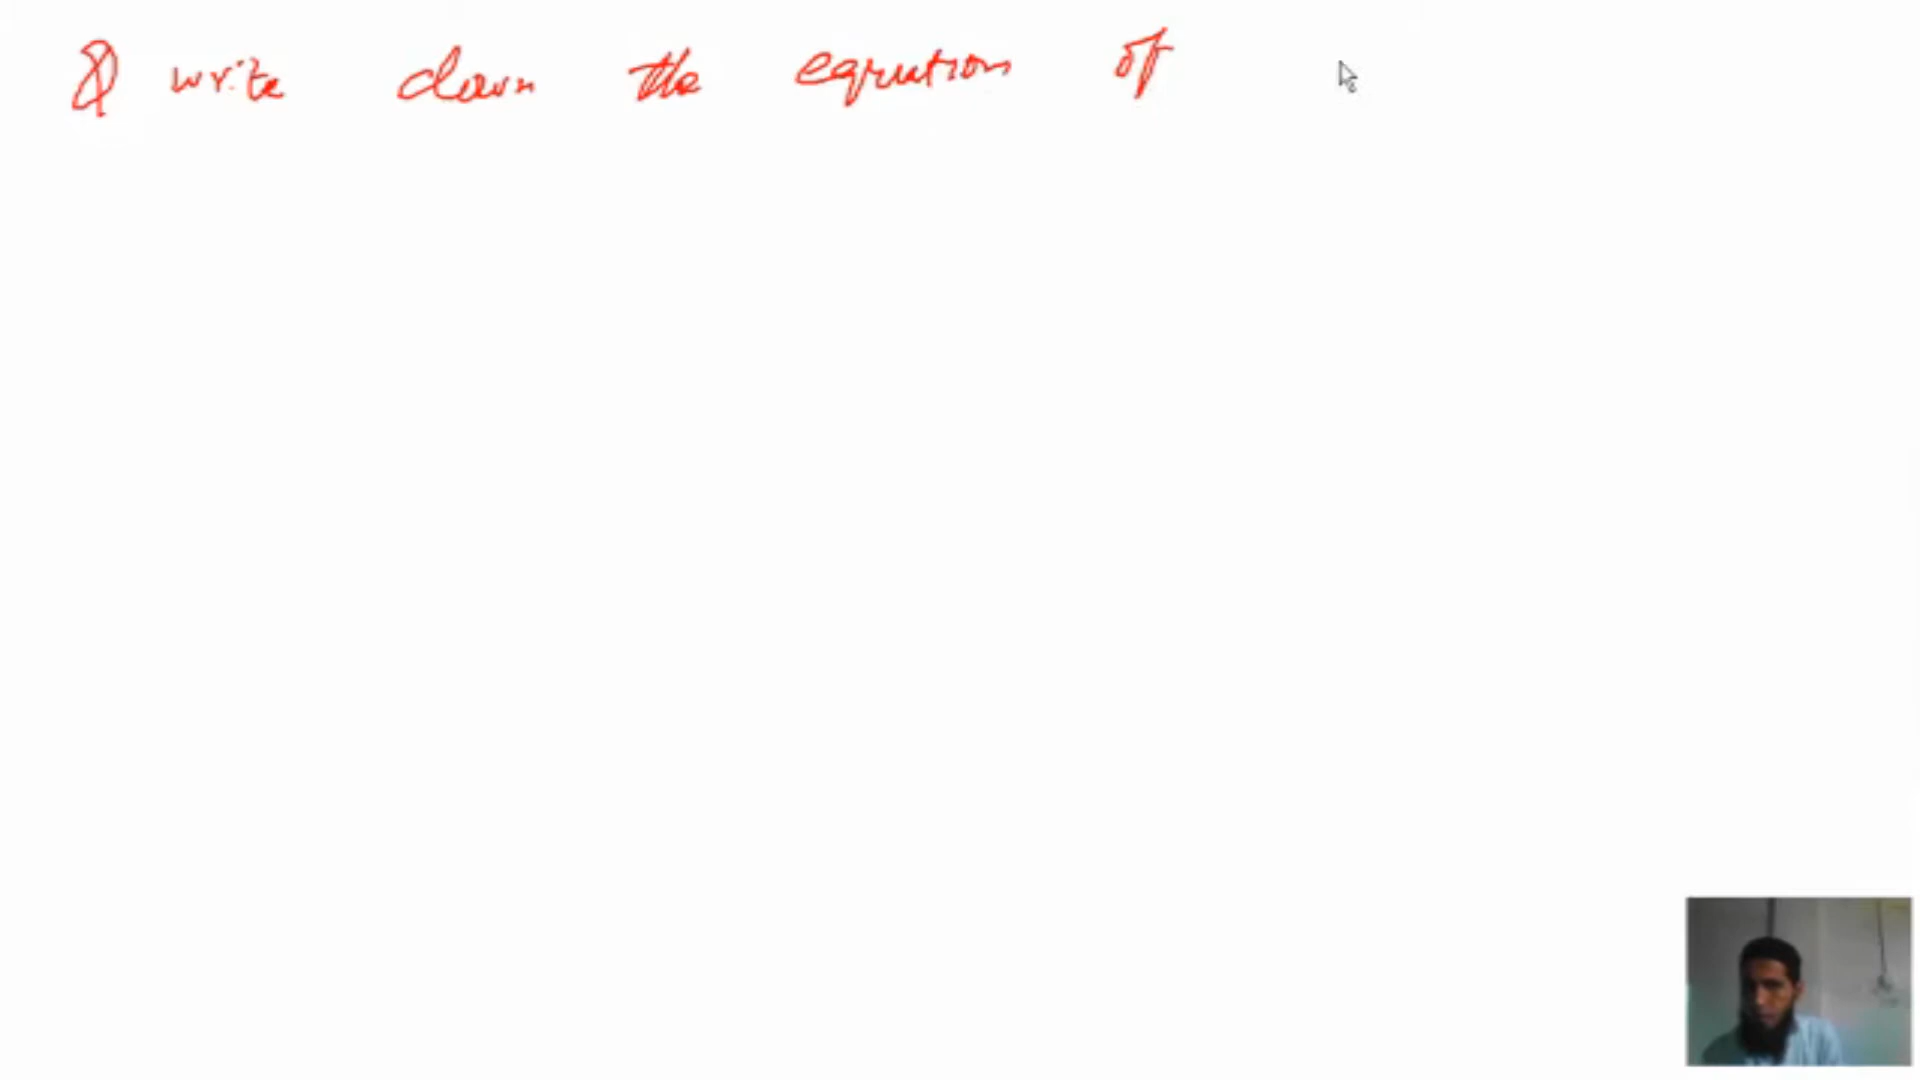 Q write down the equation of